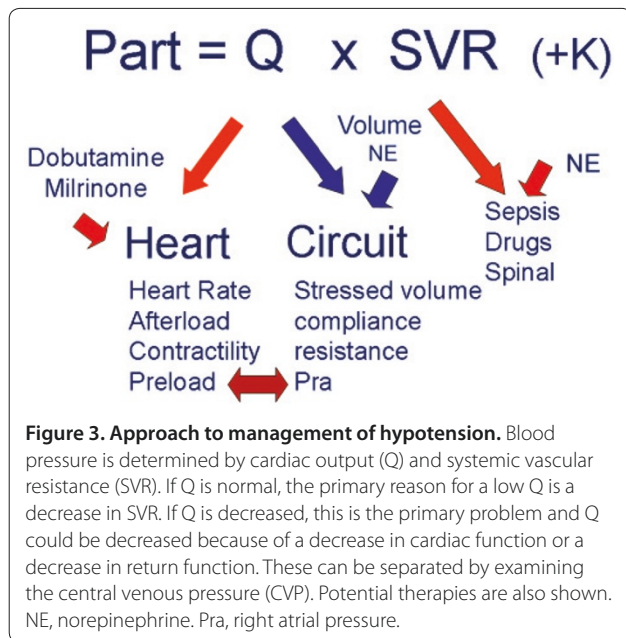 Part = Q x SVR (+K)
Volume
NE
Dobutamine
Milrinone
NE
Sepsis
Drugs
Spinal
Heart
Circuit
Heart Rate
Afterload
Contractility
Preload
Stressed volume
compliance
resistance
Pra
Figure 3. Approach to management of hypotension. Blood
pressure is determined by cardiac output (Q) and systemic vascular
resistance (SVR). If Q is normal, the primary reason for a low Q is a
decrease in SVR. If Q is decreased, this is the primary problem and Q
could be decreased because of a decrease in cardiac function or a
decrease in return function. These can be separated by examining
the central venous pressure (CVP). Potential therapies are also shown.
NE, norepinephrine. Pra, right atrial pressure.